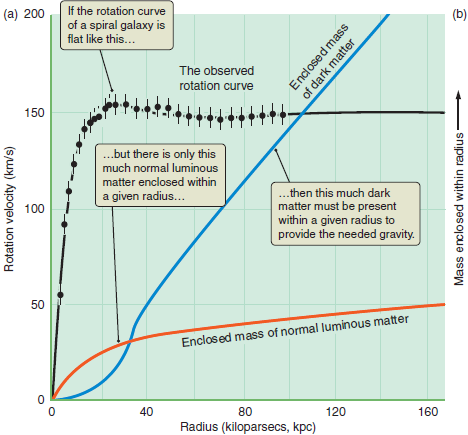 (a)
200
If the rotation curve
of a spiral galaxy is
flat like this…
The observed
rotation curve
Enclosed mass
of dark matter
(b)
150
…but there is only this
much normal luminous
matter enclosed within
a given radius…
…then this much dark
matter must be present
within a given radius to
provide the needed gravity.
100
50
0
Enclosed mass of normal luminous matter
Rotation velocity (km/s)
Mass enclosed within radius
0
40
80
120
160
Radius (kiloparsecs, kpc)